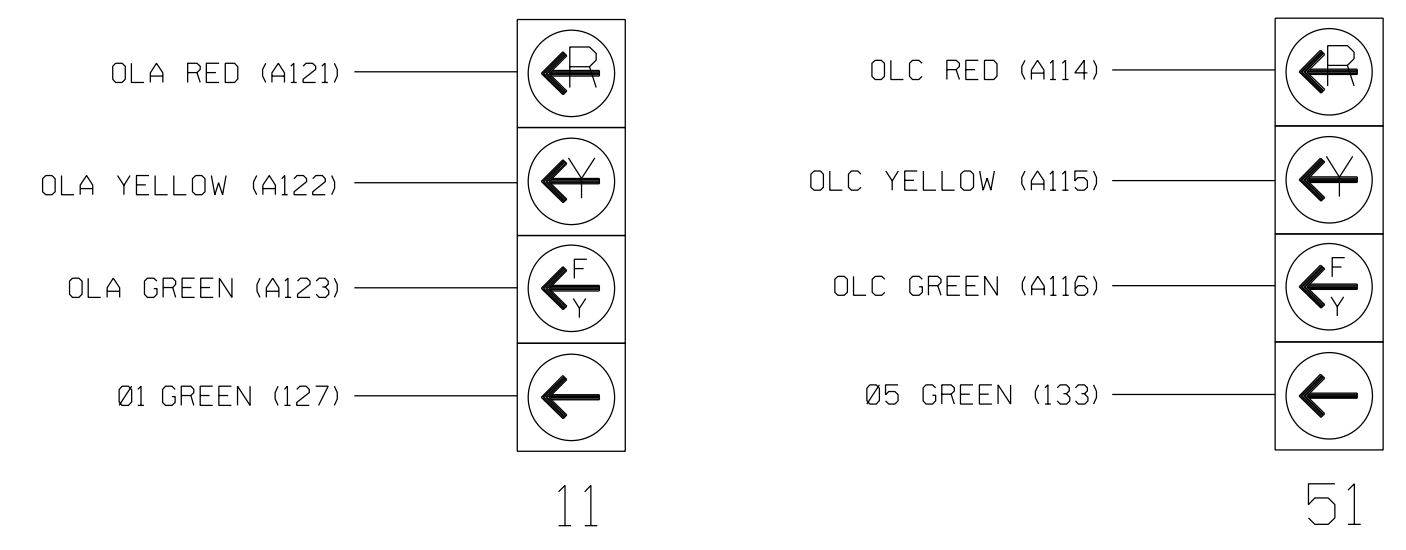 OLA RED (A121)
R
OLA YELLOW (A122)
Y
OLA GREEN (A123)
F
Y
Ø1 GREEN (127)
11
OLC RED (A114)
R
OLC YELLOW (A115)
Y
OLC GREEN (A116)
F
Y
Ø5 GREEN (133)
51